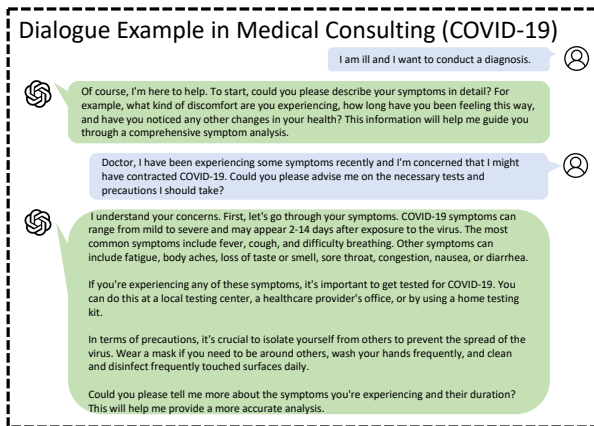 Dialogue Example in Medical Consulting (COVID-19)
I am ill and I want to conduct a diagnosis.
Of course, I'm here to help. To start, could you please describe your symptoms in detail? For
example, what kind of discomfort are you experiencing, how long have you been feeling this way,
and have you noticed any other changes in your health? This information will help me guide you
through a comprehensive symptom analysis.
Doctor, I have been experiencing some symptoms recently and I'm concerned that I might
have contracted COVID-19. Could you please advise me on the necessary tests and
precautions I should take?
I understand your concerns. First, let's go through your symptoms. COVID-19 symptoms can
range from mild to severe and may appear 2-14 days after exposure to the virus. The most
common symptoms include fever, cough, and difficulty breathing. Other symptoms can
include fatigue, body aches, loss of taste or smell, sore throat, congestion, nausea, or diarrhea.
If you're experiencing any of these symptoms, it's important to get tested for COVID-19. You
can do this at a local testing center, a healthcare provider's office, or by using a home testing
kit.
In terms of precautions, it's crucial to isolate yourself from others to prevent the spread of the
virus. Wear a mask if you need to be around others, wash your hands frequently, and clean
and disinfect frequently touched surfaces daily.
Could you please tell me more about the symptoms you're experiencing and their duration?
This will help me provide a more accurate analysis.